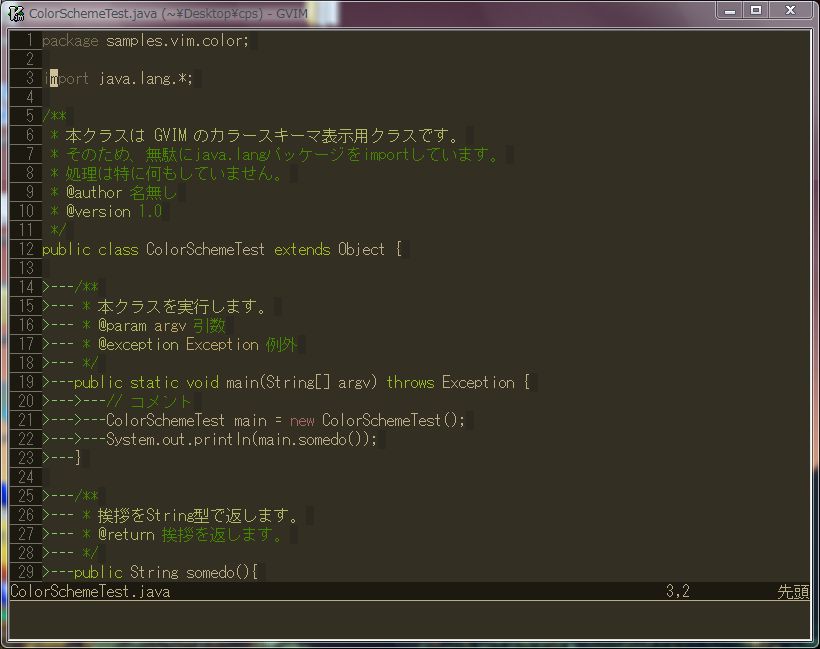 ColorSchemeTest.java (~¥Desktop¥cps) - GVIM
1 package samples.vim.color;
2
3 import java.lang.*;
4
5 /**
6  * 本クラスは GVIM のカラースキーマ表示用クラスです。
7  * そのため、無駄にjava.langパッケージをimportしています。
8  * 処理は特に何もしていません。
9  * @author 名無し
10  * @version 1.0
11  */
12 public class ColorSchemeTest extends Object {
13
14 >---/**
15 >--- * 本クラスを実行します。
16 >--- * @param argv 引数
17 >--- * @exception Exception 例外
18 >--- */
19 >---public static void main(String[] argv) throws Exception {
20 >--->---// コメント
21 >--->---ColorSchemeTest main = new ColorSchemeTest();
22 >--->---System.out.println(main.somedo());
23 >---}
24
25 >---/**
26 >--- * 挨拶をString型で返します。
27 >--- * @return 挨拶を返します。
28 >--- */
29 >---public String somedo(){
ColorSchemeTest.java 3,2 先頭